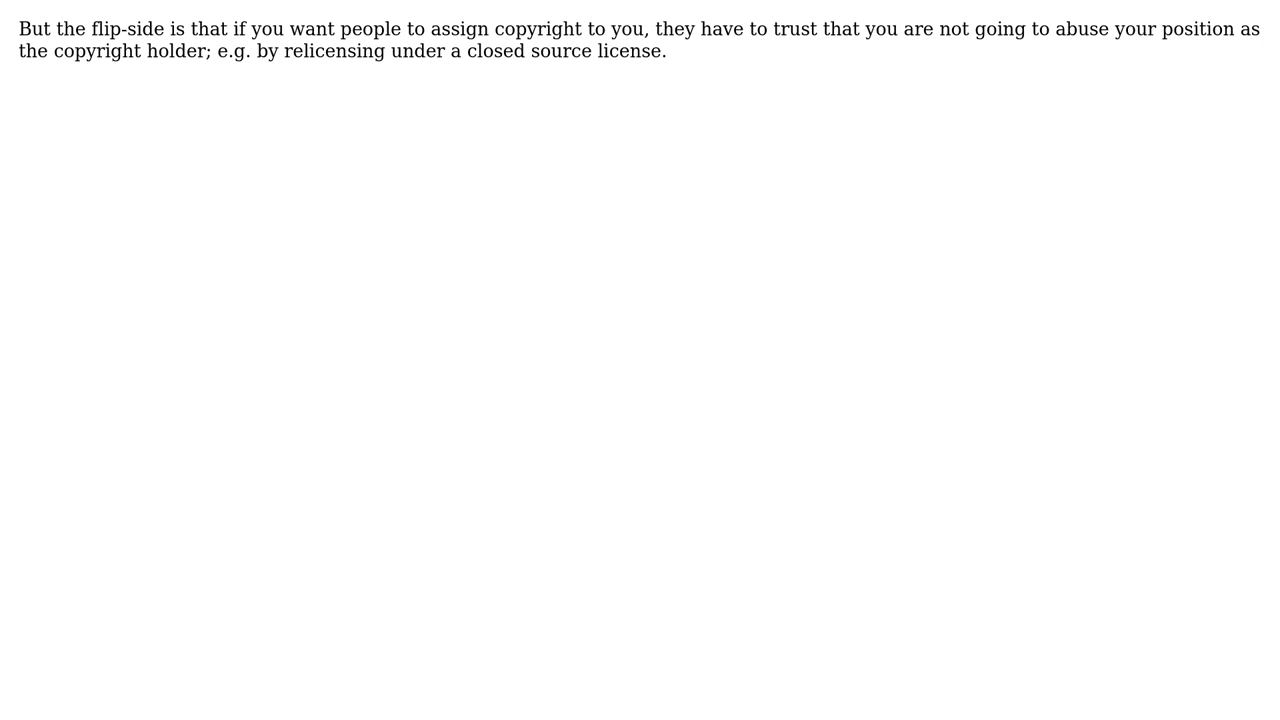 But the flip-side is that if you want people to assign copyright to you, they have to trust that you are not going to abuse your position as
the copyright holder; e.g. by relicensing under a closed source license.